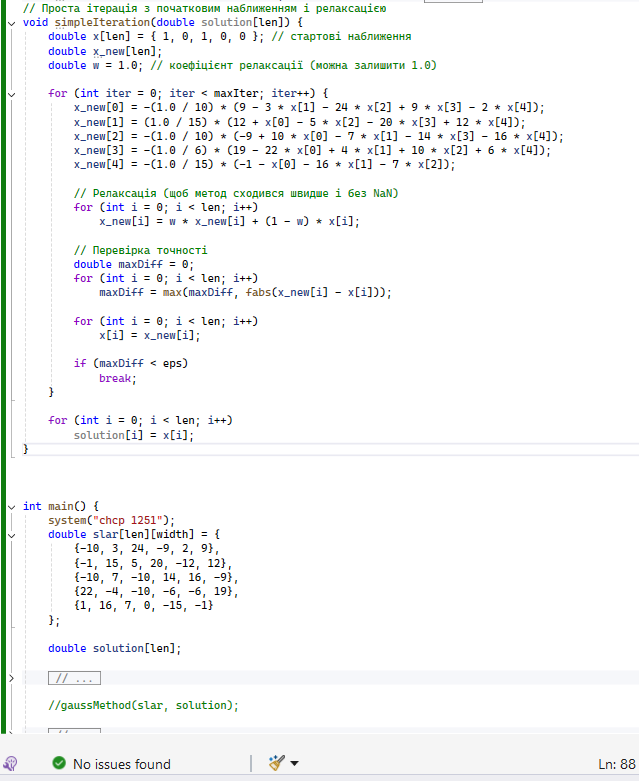 // Проста ітерація з початковим наближенням і релаксацією
void simpleIteration(double solution[len]) {
    double x[len] = { 1, 0, 1, 0, 0 }; // стартові наближення
    double x_new[len];
    double w = 1.0; // коефіцієнт релаксації (можна залишити 1.0)

    for (int iter = 0; iter < maxIter; iter++) {
        x_new[0] = -(1.0 / 10) * (9 - 3 * x[1] - 24 * x[2] + 9 * x[3] - 2 * x[4]);
        x_new[1] = (1.0 / 15) * (12 + x[0] - 5 * x[2] - 20 * x[3] + 12 * x[4]);
        x_new[2] = -(1.0 / 10) * (-9 + 10 * x[0] - 7 * x[1] - 14 * x[3] - 16 * x[4]);
        x_new[3] = -(1.0 / 6) * (19 - 22 * x[0] + 4 * x[1] + 10 * x[2] + 6 * x[4]);
        x_new[4] = -(1.0 / 15) * (-1 - x[0] - 16 * x[1] - 7 * x[2]);

        // Релаксація (щоб метод сходився швидше і без NaN)
        for (int i = 0; i < len; i++)
            x_new[i] = w * x_new[i] + (1 - w) * x[i];

        // Перевірка точності
        double maxDiff = 0;
        for (int i = 0; i < len; i++)
            maxDiff = max(maxDiff, fabs(x_new[i] - x[i]));

        for (int i = 0; i < len; i++)
            x[i] = x_new[i];

        if (maxDiff < eps)
            break;
    }

    for (int i = 0; i < len; i++)
        solution[i] = x[i];
}

int main() {
    system("chcp 1251");
    double slar[len][width] = {
        {-10, 3, 24, -9, 2, 9},
        {-1, 15, 5, 20, -12, 12},
        {-10, 7, -10, 14, 16, -9},
        {22, -4, -10, -6, -6, 19},
        {1, 16, 7, 0, -15, -1}
    };

    double solution[len];

    // ...

    //gaussMethod(slar, solution);

No issues found
Ln: 88